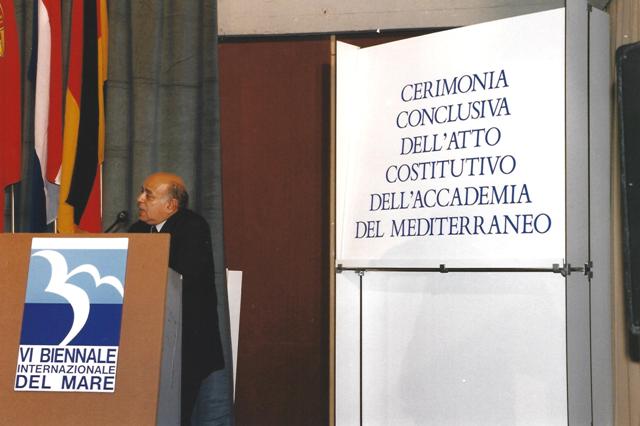 CERIMONIA
CONCLUSIVA
DELL'ATTO
COSTITUTIVO
DELL'ACCADEMIA
DEL MEDITERRANEO
VI BIENNALE
INTERNAZIONALE
DEL MARE